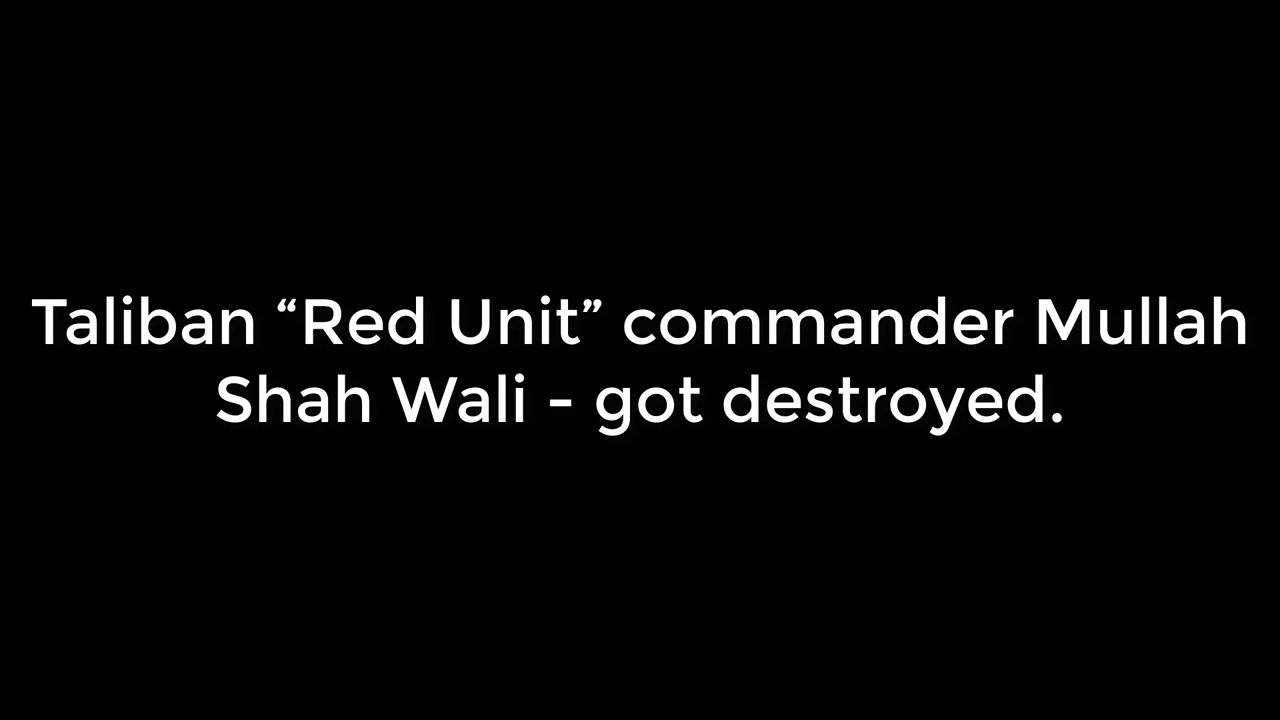 Taliban “Red Unit” commander Mullah
Shah Wali - got destroyed.